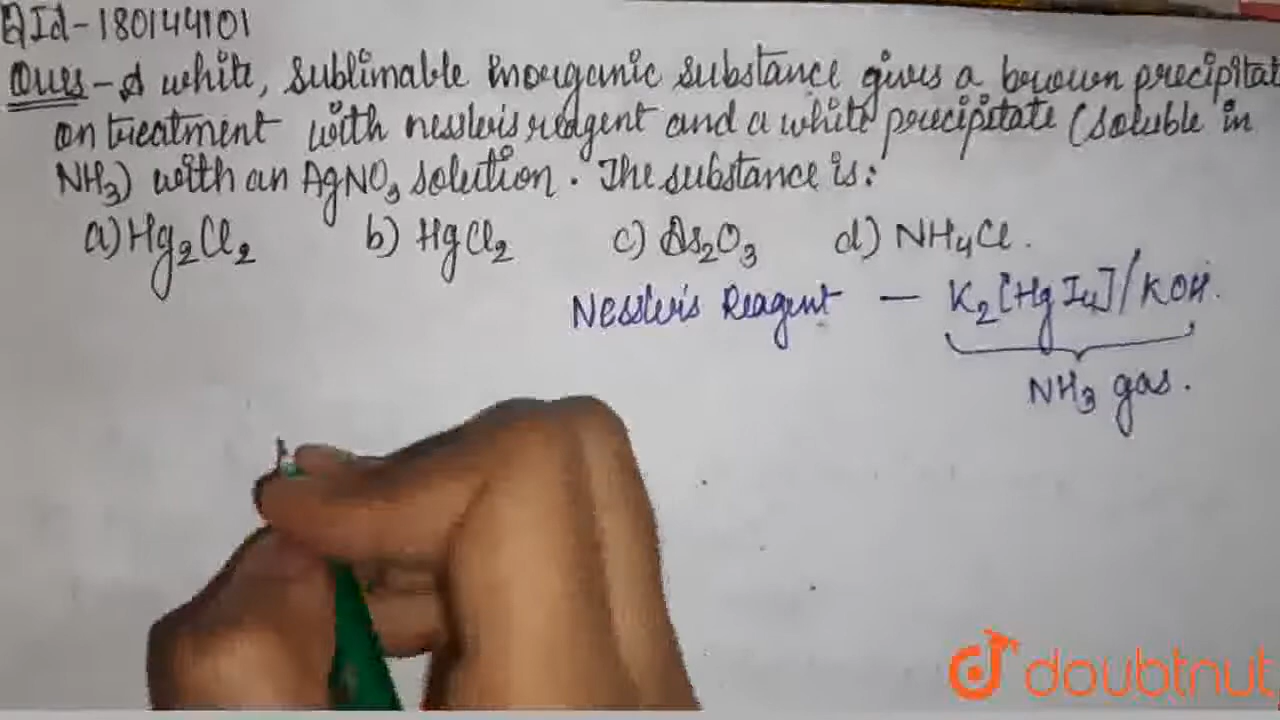 QId-180144101
Ques - A white, sublimable inorganic substance gives a brown precipitat
on treatment with nessler's reagent and a white precipitate (soluble in
NH3) with an AgNO3 solution. The substance is:
a) Hg2Cl2 b) HgCl2 c) As2O3 d) NH4Cl.
Nessler's Reagent — K2[HgI4]/KOH.
NH3 gas.
doubtnut